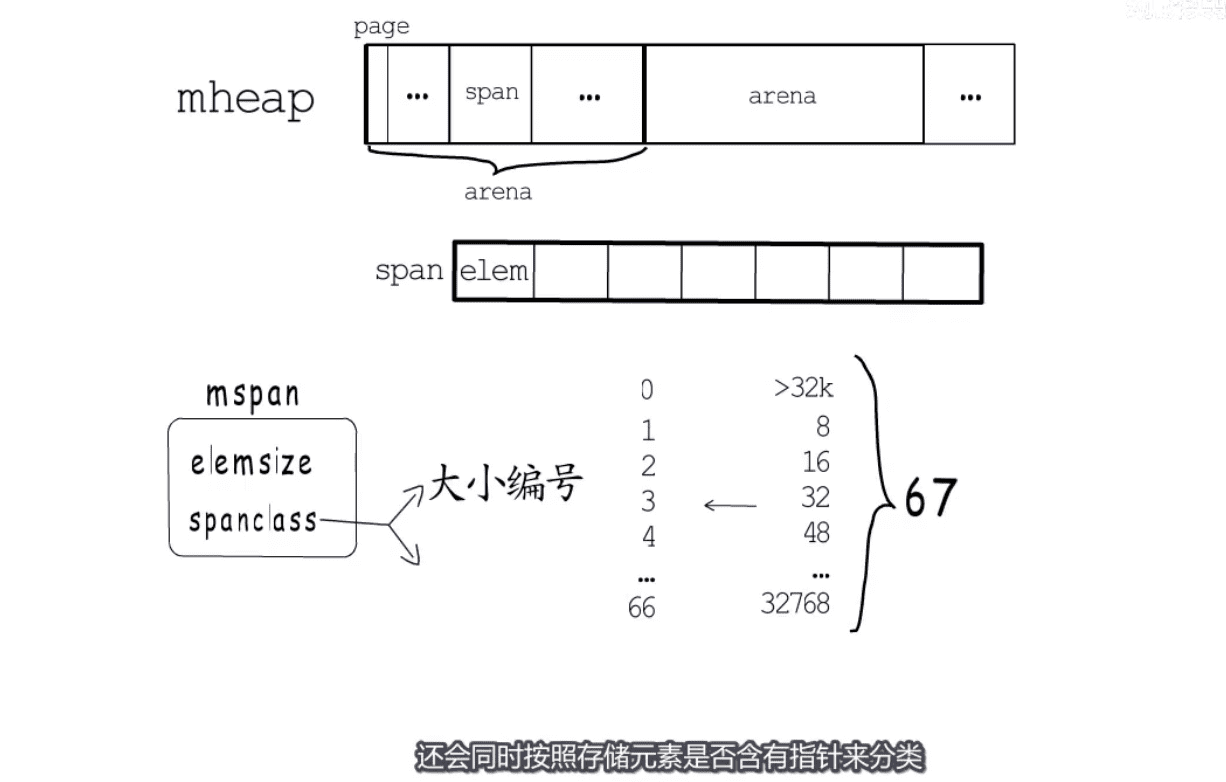 page
mheap
... span ... arena ...
arena
span elem
mspan
elemsize
spanclass
大小编号
0 >32k
1 8
2 16
3 32
4 48
... ...
66 32768
67
还会同时按照存储元素是否含有指针来分类